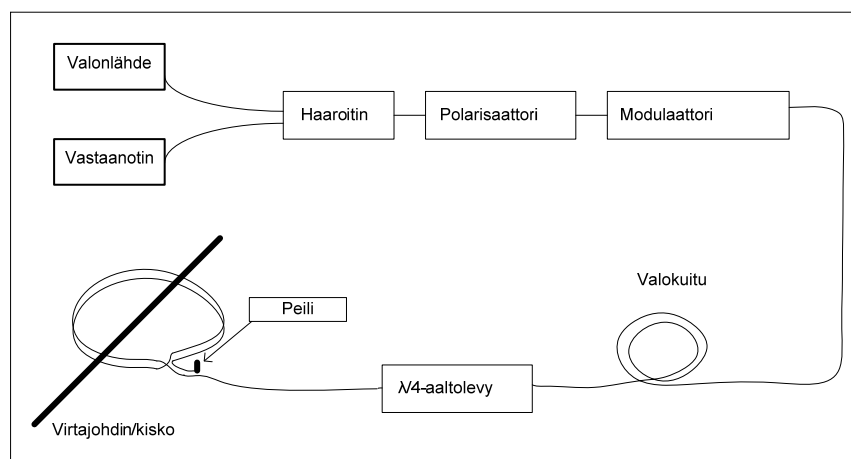 Valonlähde
Haaroitin
Polarisaattori
Modulaattori
Vastaanotin
Valokuitu
Peili
λ/4-aaltolevy
Virtajohdin/kisko